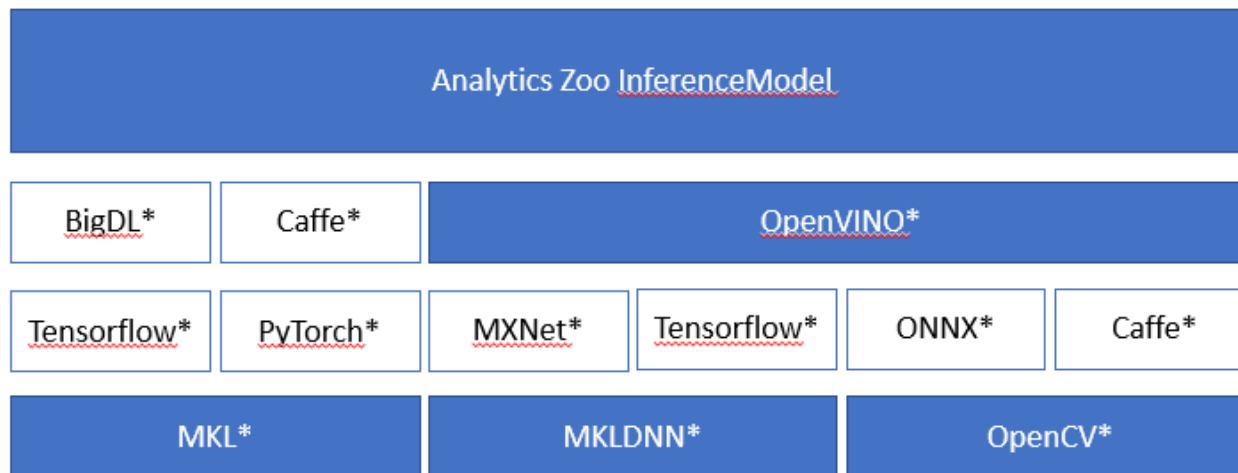 Analytics Zoo InferenceModel
BigDL* Caffe* OpenVINO*
Tensorflow* PyTorch* MXNet* Tensorflow* ONNX* Caffe*
MKL* MKLDNN* OpenCV*